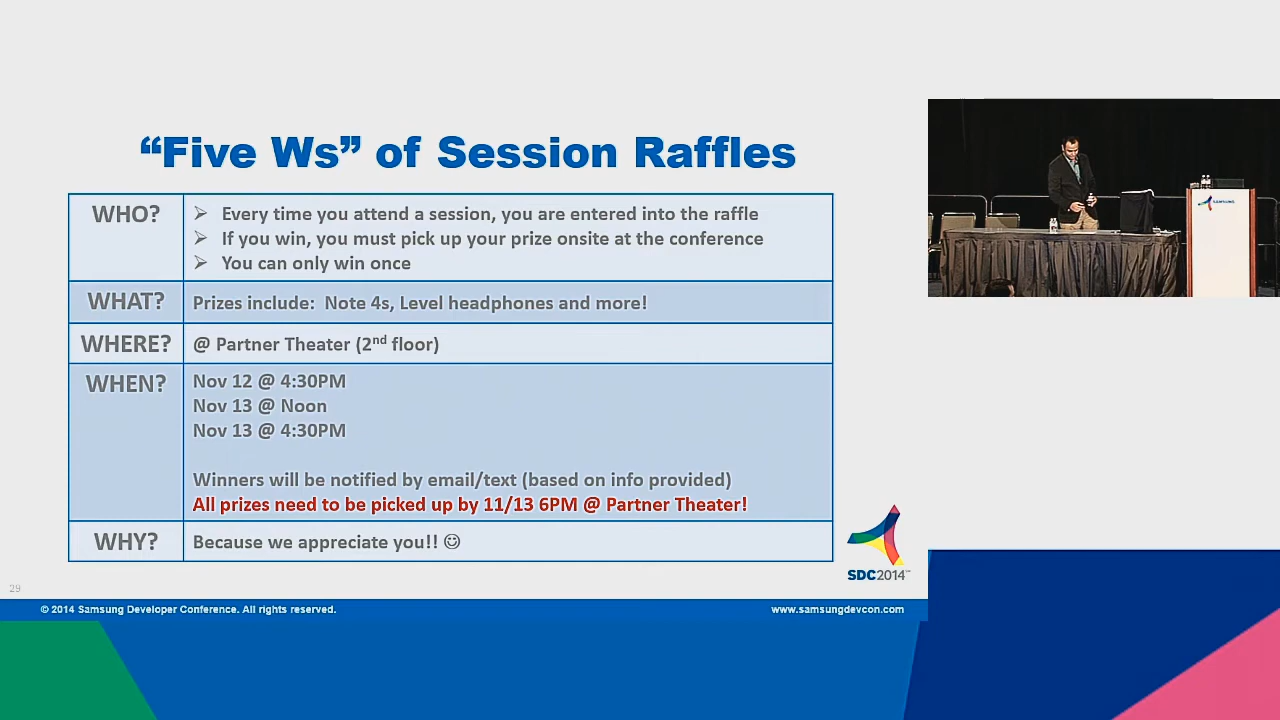 “Five Ws” of Session Raffles
WHO?
➢ Every time you attend a session, you are entered into the raffle
➢ If you win, you must pick up your prize onsite at the conference
➢ You can only win once
WHAT?
Prizes include:  Note 4s, Level headphones and more!
WHERE?
@ Partner Theater (2nd floor)
WHEN?
Nov 12 @ 4:30PM
Nov 13 @ Noon
Nov 13 @ 4:30PM
Winners will be notified by email/text (based on info provided)
All prizes need to be picked up by 11/13 6PM @ Partner Theater!
WHY?
Because we appreciate you!! ☺
SDC2014™
29
© 2014 Samsung Developer Conference. All rights reserved.
www.samsungdevcon.com
SAMSUNG